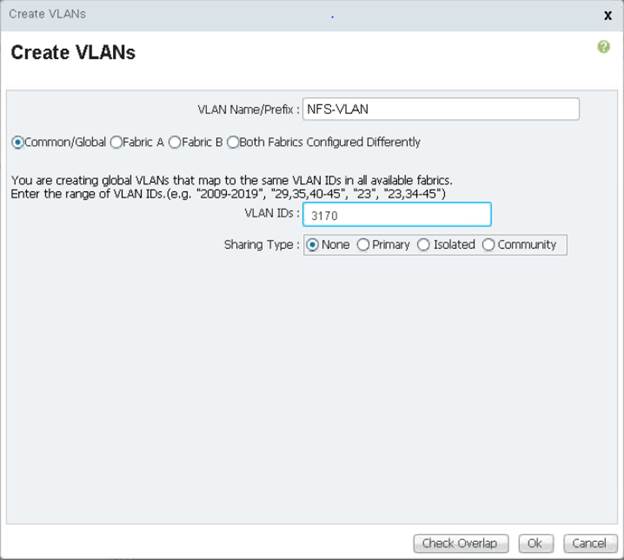 Create VLANs
x
Create VLANs
?
VLAN Name/Prefix : NFS-VLAN
Common/Global Fabric A Fabric B Both Fabrics Configured Differently
You are creating global VLANs that map to the same VLAN IDs in all available fabrics.
Enter the range of VLAN IDs.(e.g. "2009-2019", "29,35,40-45", "23", "23,34-45")
VLAN IDs : 3170
Sharing Type : None Primary Isolated Community
Check Overlap Ok Cancel